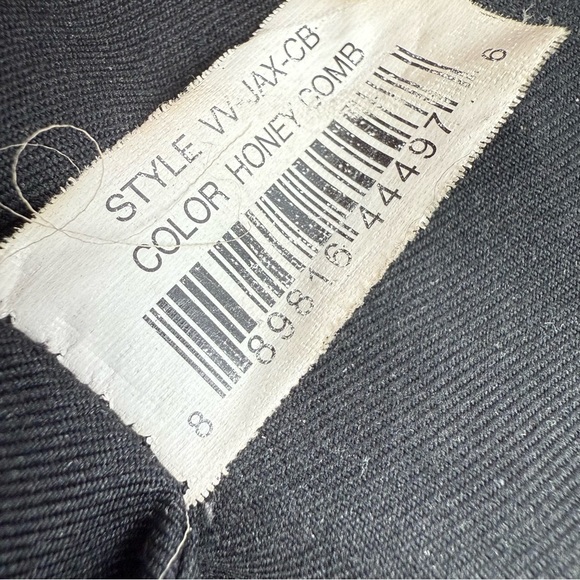 STYLE VV-JAX-CB
COLOR HONEY COMB
8 89816 44497 6